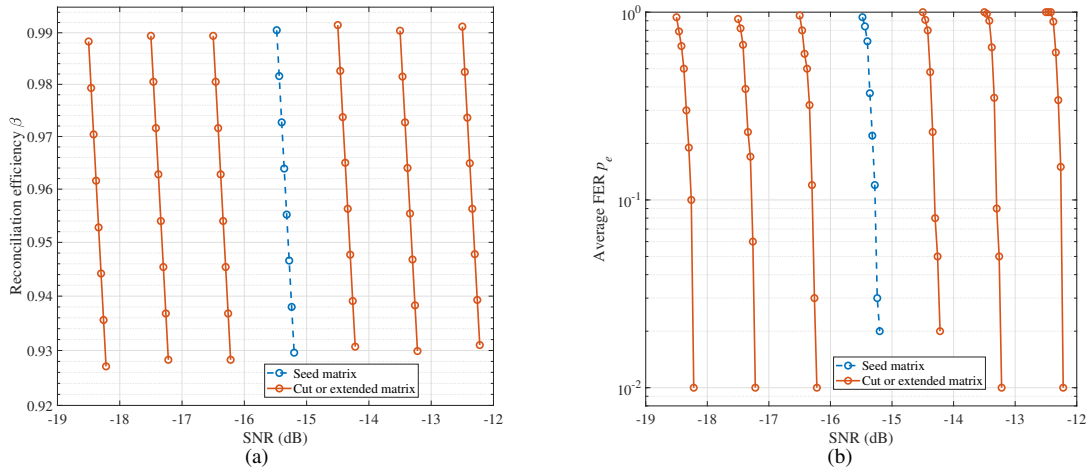 0.99
0.98
0.97
0.96
0.95
0.94
0.93
0.92
Reconciliation efficiency β
-19
-18
-17
-16
-15
-14
-13
-12
SNR (dB)
Seed matrix
Cut or extended matrix
(a)
10^0
10^-1
10^-2
Average FER p_e
-19
-18
-17
-16
-15
-14
-13
-12
SNR (dB)
Seed matrix
Cut or extended matrix
(b)